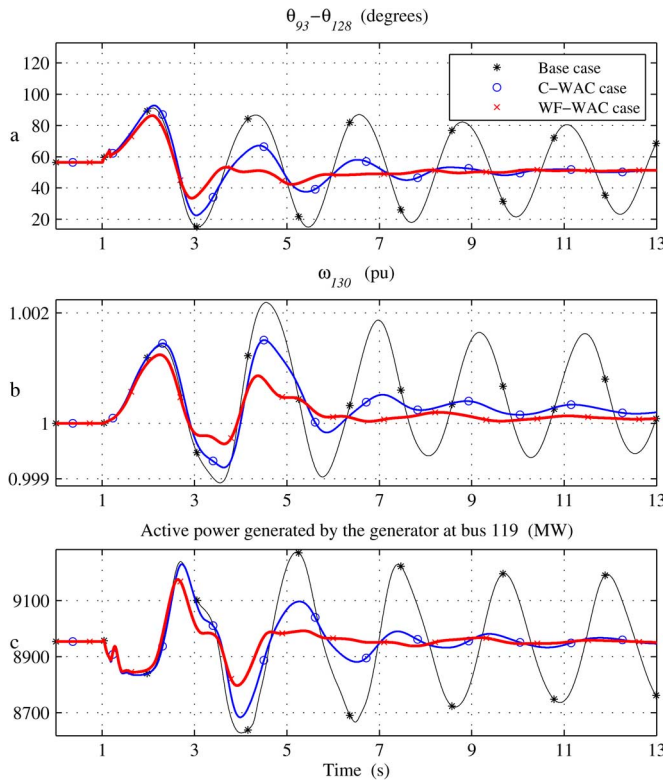 θ93−θ128 (degrees)
120
100
80
60
40
20
a
Base case
C−WAC case
WF−WAC case
1 3 5 7 9 11 13
ω130 (pu)
1.002
1
0.999
b
1 3 5 7 9 11 13
Active power generated by the generator at bus 119 (MW)
9100
8900
8700
c
1 3 5 7 9 11 13
Time (s)